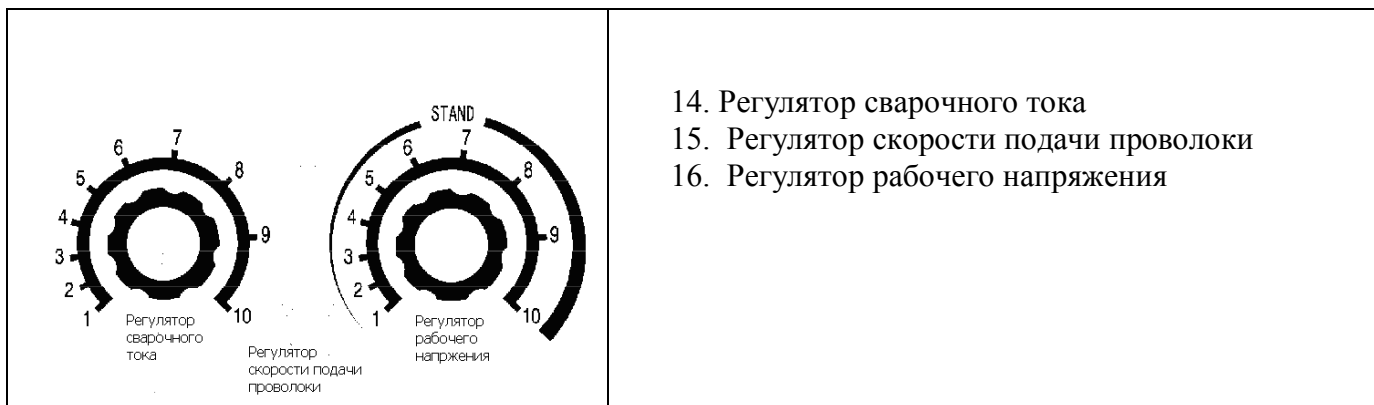 STAND
1 2 3 4 5 6 7 8 9 10
1 2 3 4 5 6 7 8 9 10
Регулятор
сварочного
тока
Регулятор
скорости подачи
проволоки
Регулятор
рабочего
напржения
14. Регулятор сварочного тока
15. Регулятор скорости подачи проволоки
16. Регулятор рабочего напряжения